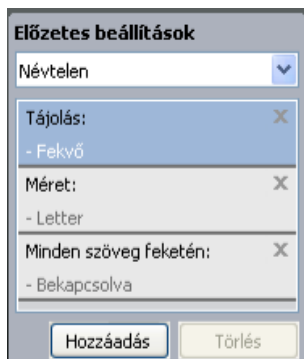 Előzetes beállítások
Névtelen
Tájolás:
- Fekvő
Méret:
- Letter
Minden szöveg feketén:
- Bekapcsolva
Hozzáadás
Törlés